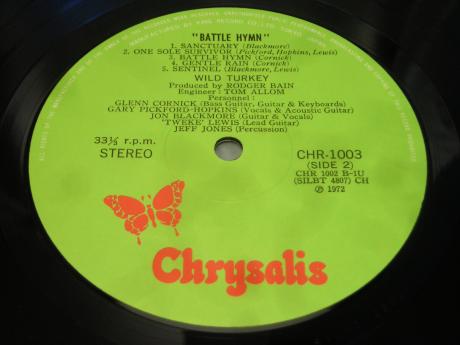 "BATTLE HYMN"
1. SANCTUARY (Blackmore)
2. ONE SOLE SURVIVOR (Pickford, Hopkins, Lewis)
3. BATTLE HYMN (Cornick)
4. GENTLE RAIN (Cornick)
5. SENTINEL (Blackmore, Lewis)
WILD TURKEY
Produced by RODGER BAIN
Engineer : TOM ALLOM
Personnel :
GLENN CORNICK (Bass Guitar, Guitar & Keyboards)
GARY PICKFORD-HOPKINS (Vocals & Acoustic Guitar)
JON BLACKMORE (Guitar & Vocals)
'TWEKE' LEWIS (Lead Guitar)
JEFF JONES (Percussion)
33⅓ r.p.m.
STEREO
CHR-1003
(SIDE 2)
CHR 1002 B-1U
(SILBT 4807) CH
Ⓟ 1972
Chrysalis